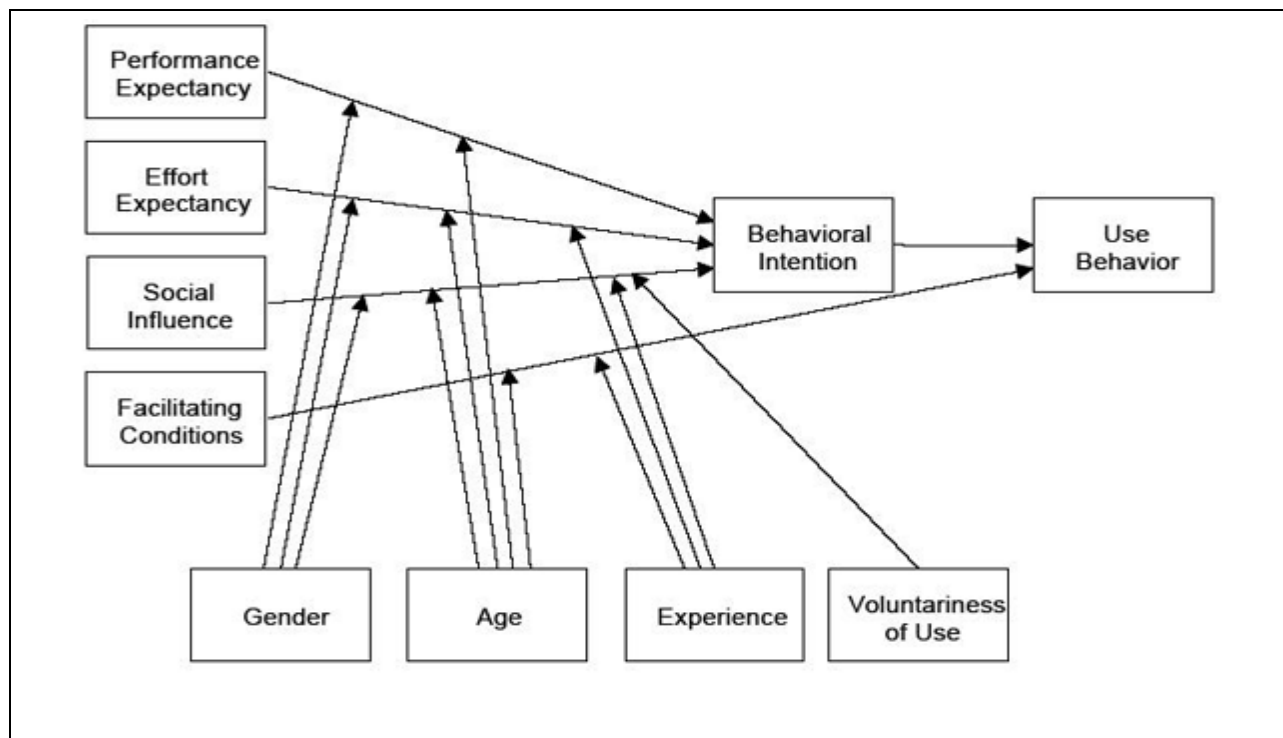 Performance
Expectancy
Effort
Expectancy
Social
Influence
Facilitating
Conditions
Behavioral
Intention
Use
Behavior
Gender
Age
Experience
Voluntariness
of Use